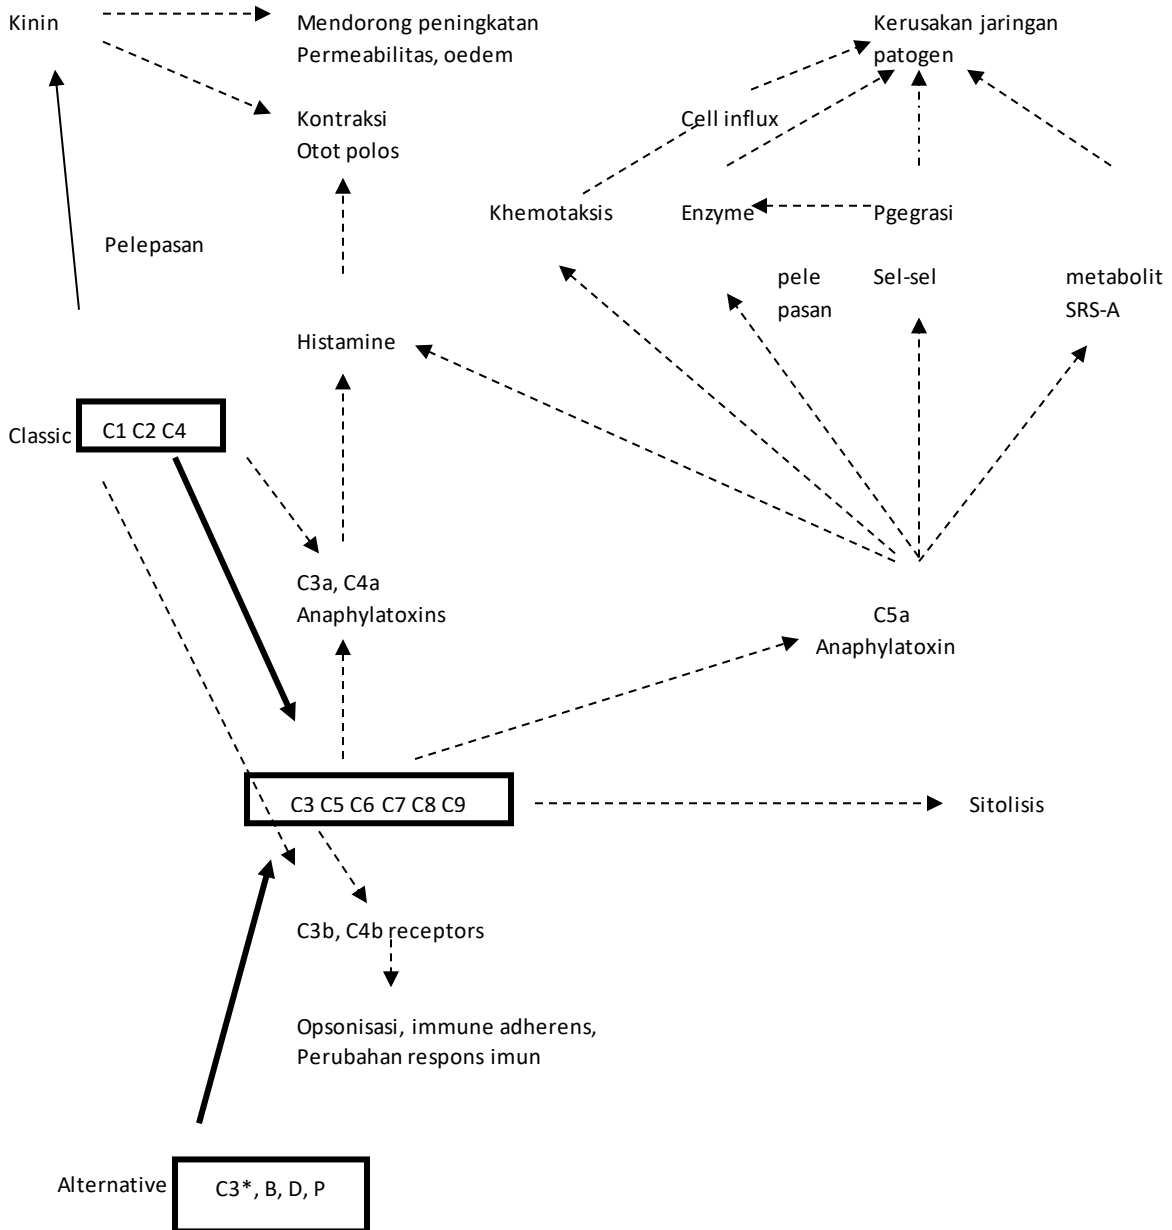 Kinin
Mendorong peningkatan
Permeabilitas, oedem
Kerusakan jaringan
patogen
Kontraksi
Otot polos
Cell influx
Khemotaksis
Enzyme
Pgegrasi
Pelepasan
pele
pasan
Sel-sel
metabolit
SRS-A
Histamine
Classic
C1 C2 C4
C3a, C4a
Anaphylatoxins
C5a
Anaphylatoxin
C3 C5 C6 C7 C8 C9
Sitolisis
C3b, C4b receptors
Opsonisasi, immune adherens,
Perubahan respons imun
Alternative
C3*, B, D, P